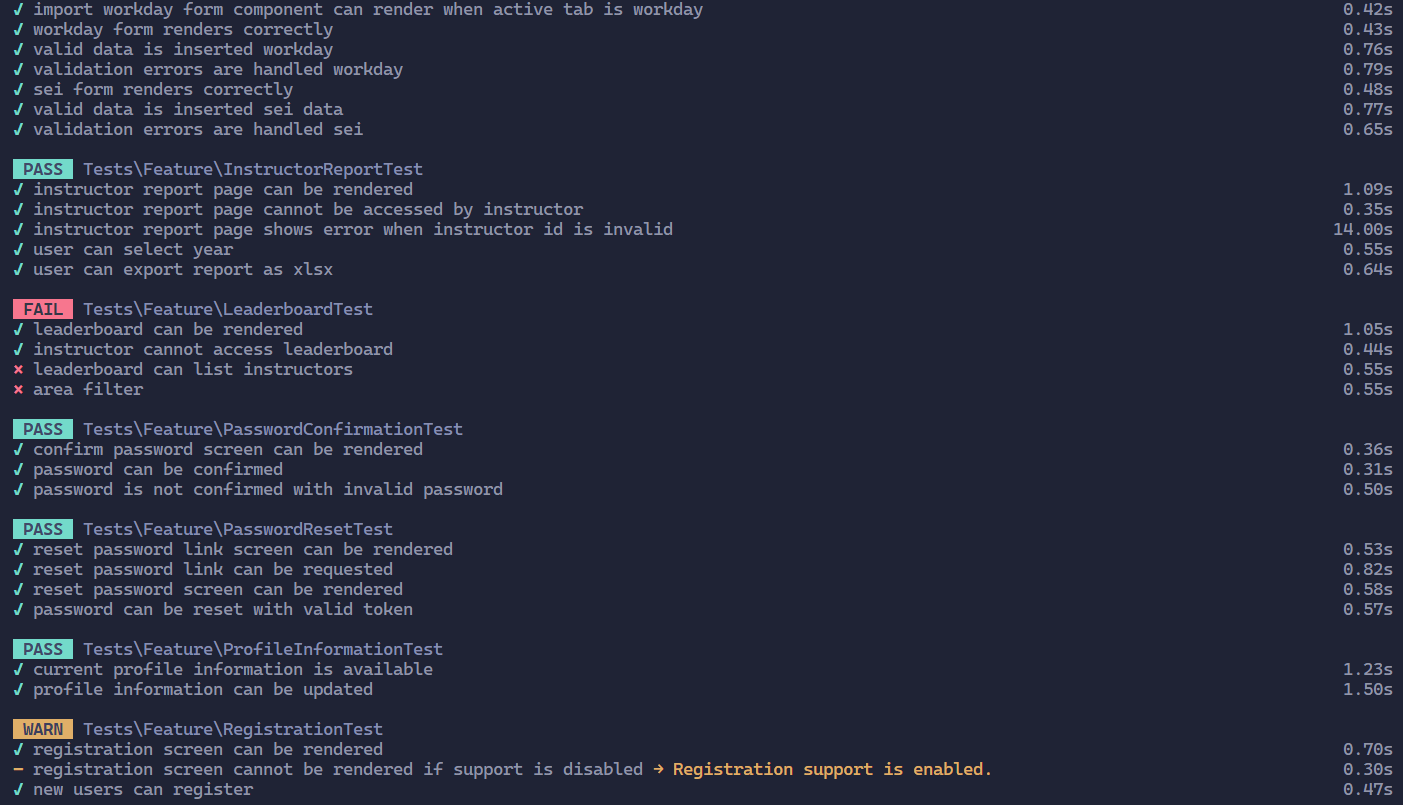 ✓ import workday form component can render when active tab is workday 0.42s
✓ workday form renders correctly 0.43s
✓ valid data is inserted workday 0.76s
✓ validation errors are handled workday 0.79s
✓ sei form renders correctly 0.48s
✓ valid data is inserted sei data 0.77s
✓ validation errors are handled sei 0.65s
PASS Tests\Feature\InstructorReportTest
✓ instructor report page can be rendered 1.09s
✓ instructor report page cannot be accessed by instructor 0.35s
✓ instructor report page shows error when instructor id is invalid 14.00s
✓ user can select year 0.55s
✓ user can export report as xlsx 0.64s
FAIL Tests\Feature\LeaderboardTest
✓ leaderboard can be rendered 1.05s
✓ instructor cannot access leaderboard 0.44s
× leaderboard can list instructors 0.55s
× area filter 0.55s
PASS Tests\Feature\PasswordConfirmationTest
✓ confirm password screen can be rendered 0.36s
✓ password can be confirmed 0.31s
✓ password is not confirmed with invalid password 0.50s
PASS Tests\Feature\PasswordResetTest
✓ reset password link screen can be rendered 0.53s
✓ reset password link can be requested 0.82s
✓ reset password screen can be rendered 0.58s
✓ password can be reset with valid token 0.57s
PASS Tests\Feature\ProfileInformationTest
✓ current profile information is available 1.23s
✓ profile information can be updated 1.50s
WARN Tests\Feature\RegistrationTest
✓ registration screen can be rendered 0.70s
- registration screen cannot be rendered if support is disabled → Registration support is enabled. 0.30s
✓ new users can register 0.47s